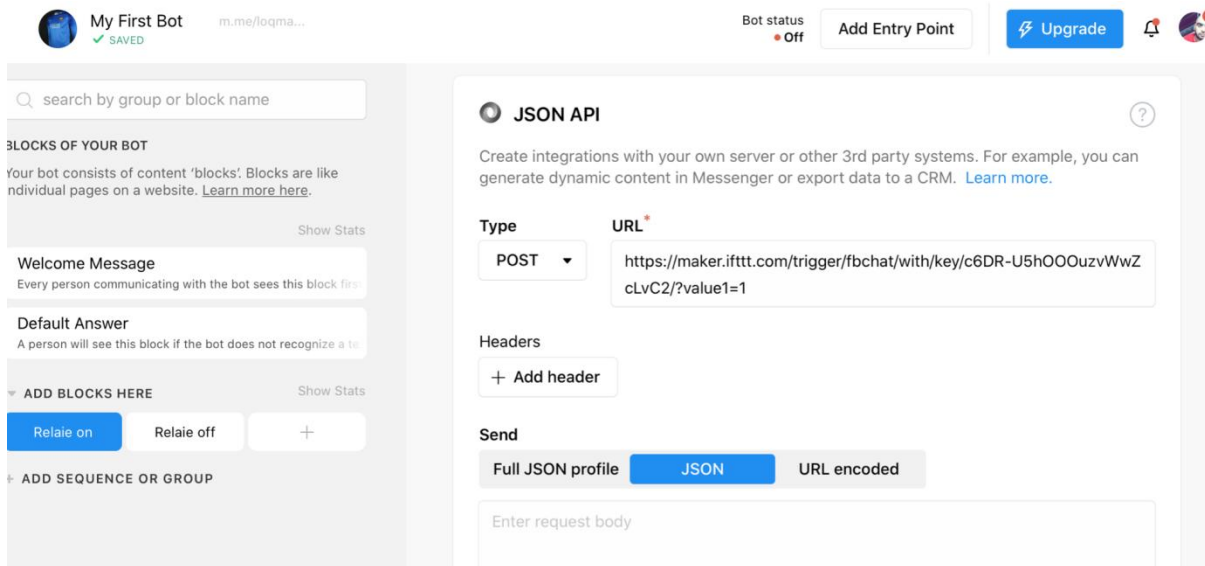 My First Bot
m.me/loqma...
SAVED
Bot status
Off
Add Entry Point
Upgrade
search by group or block name
BLOCKS OF YOUR BOT
Your bot consists of content 'blocks'. Blocks are like
individual pages on a website. Learn more here.
Show Stats
Welcome Message
Every person communicating with the bot sees this block first
Default Answer
A person will see this block if the bot does not recognize a te
ADD BLOCKS HERE
Show Stats
Relaie on
Relaie off
+
+ ADD SEQUENCE OR GROUP
JSON API
?
Create integrations with your own server or other 3rd party systems. For example, you can
generate dynamic content in Messenger or export data to a CRM. Learn more.
Type
URL*
POST
https://maker.ifttt.com/trigger/fbchat/with/key/c6DR-U5hOOOuzvWwZ
cLvC2/?value1=1
Headers
+ Add header
Send
Full JSON profile
JSON
URL encoded
Enter request body